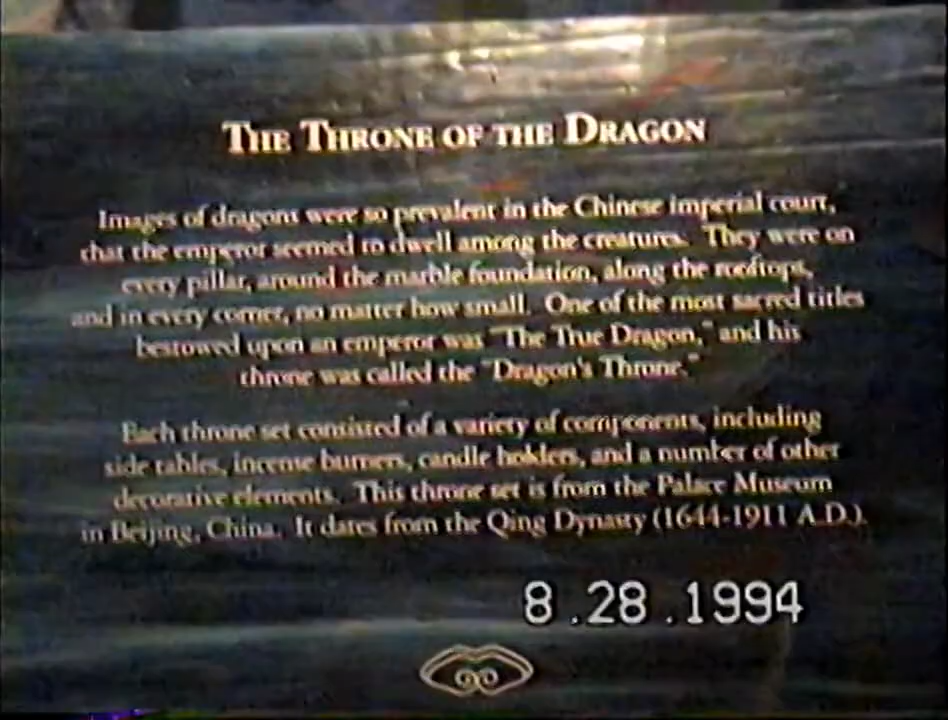 THE THRONE OF THE DRAGON
Images of dragons were so prevalent in the Chinese imperial court,
that the emperor seemed to dwell among the creatures. They were on
every pillar, around the marble foundation, along the rooftops,
and in every corner, no matter how small. One of the most sacred titles
bestowed upon an emperor was "The True Dragon," and his
throne was called the "Dragon's Throne."
Each throne set consisted of a variety of components, including
side tables, incense burners, candle holders, and a number of other
decorative elements. This throne set is from the Palace Museum
in Beijing, China. It dates from the Qing Dynasty (1644-1911 A.D.).
8.28.1994